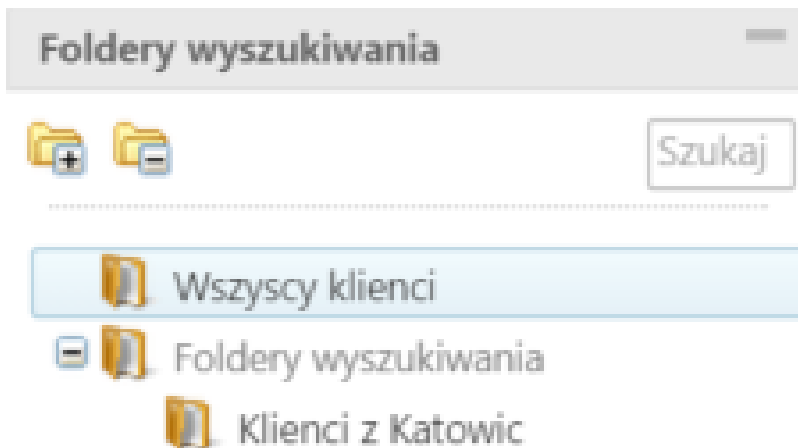 Foldery wyszukiwania
Szukaj
Wszyscy klienci
Foldery wyszukiwania
Klienci z Katowic